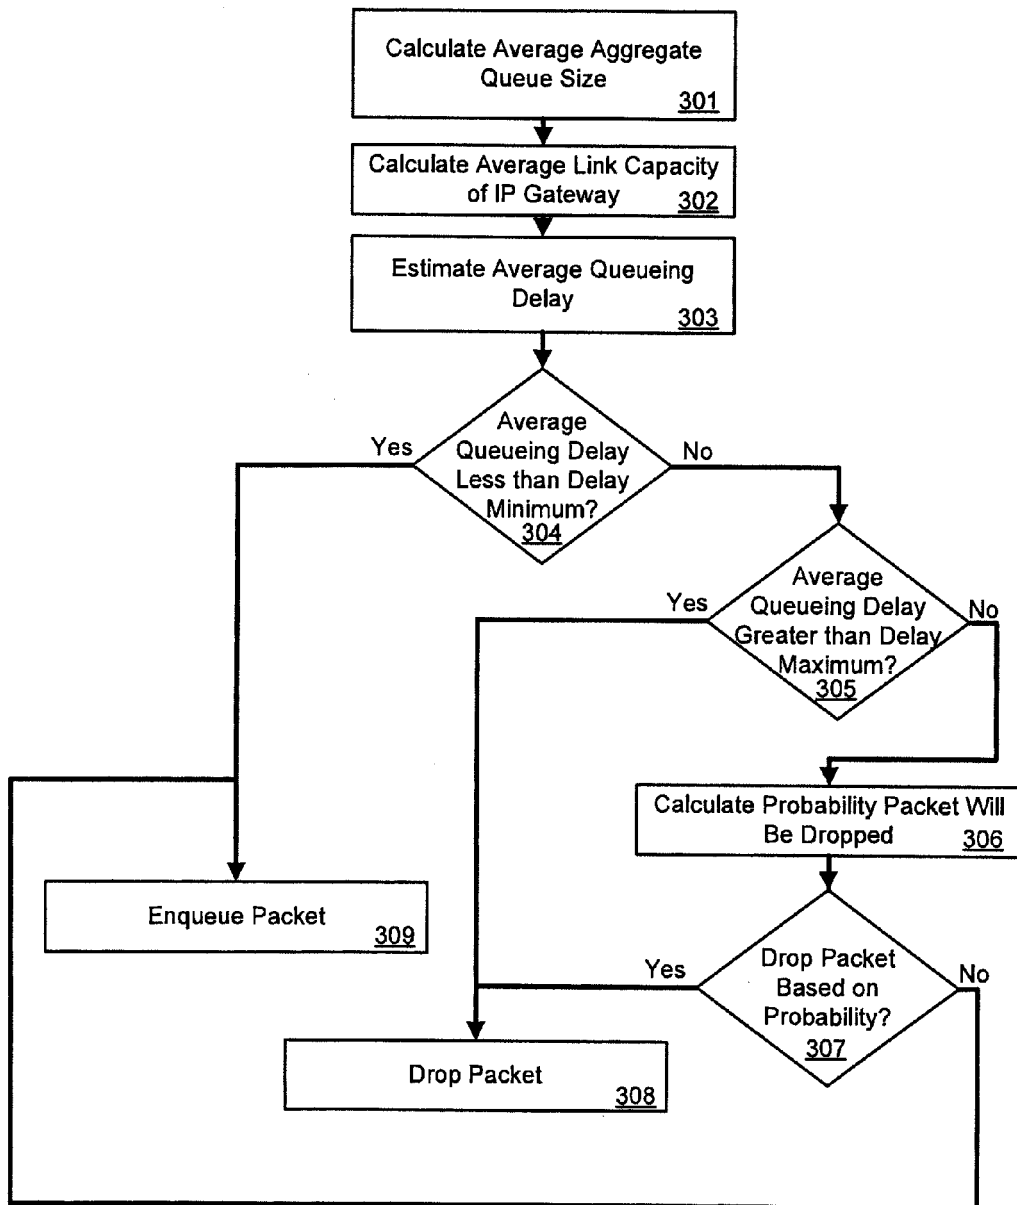 Calculate Average Aggregate
Queue Size
301
Calculate Average Link Capacity
of IP Gateway
302
Estimate Average Queueing
Delay
303
Average
Queueing Delay
Less than Delay
Minimum?
304
Yes
No
Average
Queueing Delay
Greater than Delay
Maximum?
305
Yes
No
Calculate Probability Packet Will
Be Dropped
306
Enqueue Packet
309
Drop Packet
Based on
Probability?
307
Yes
No
Drop Packet
308